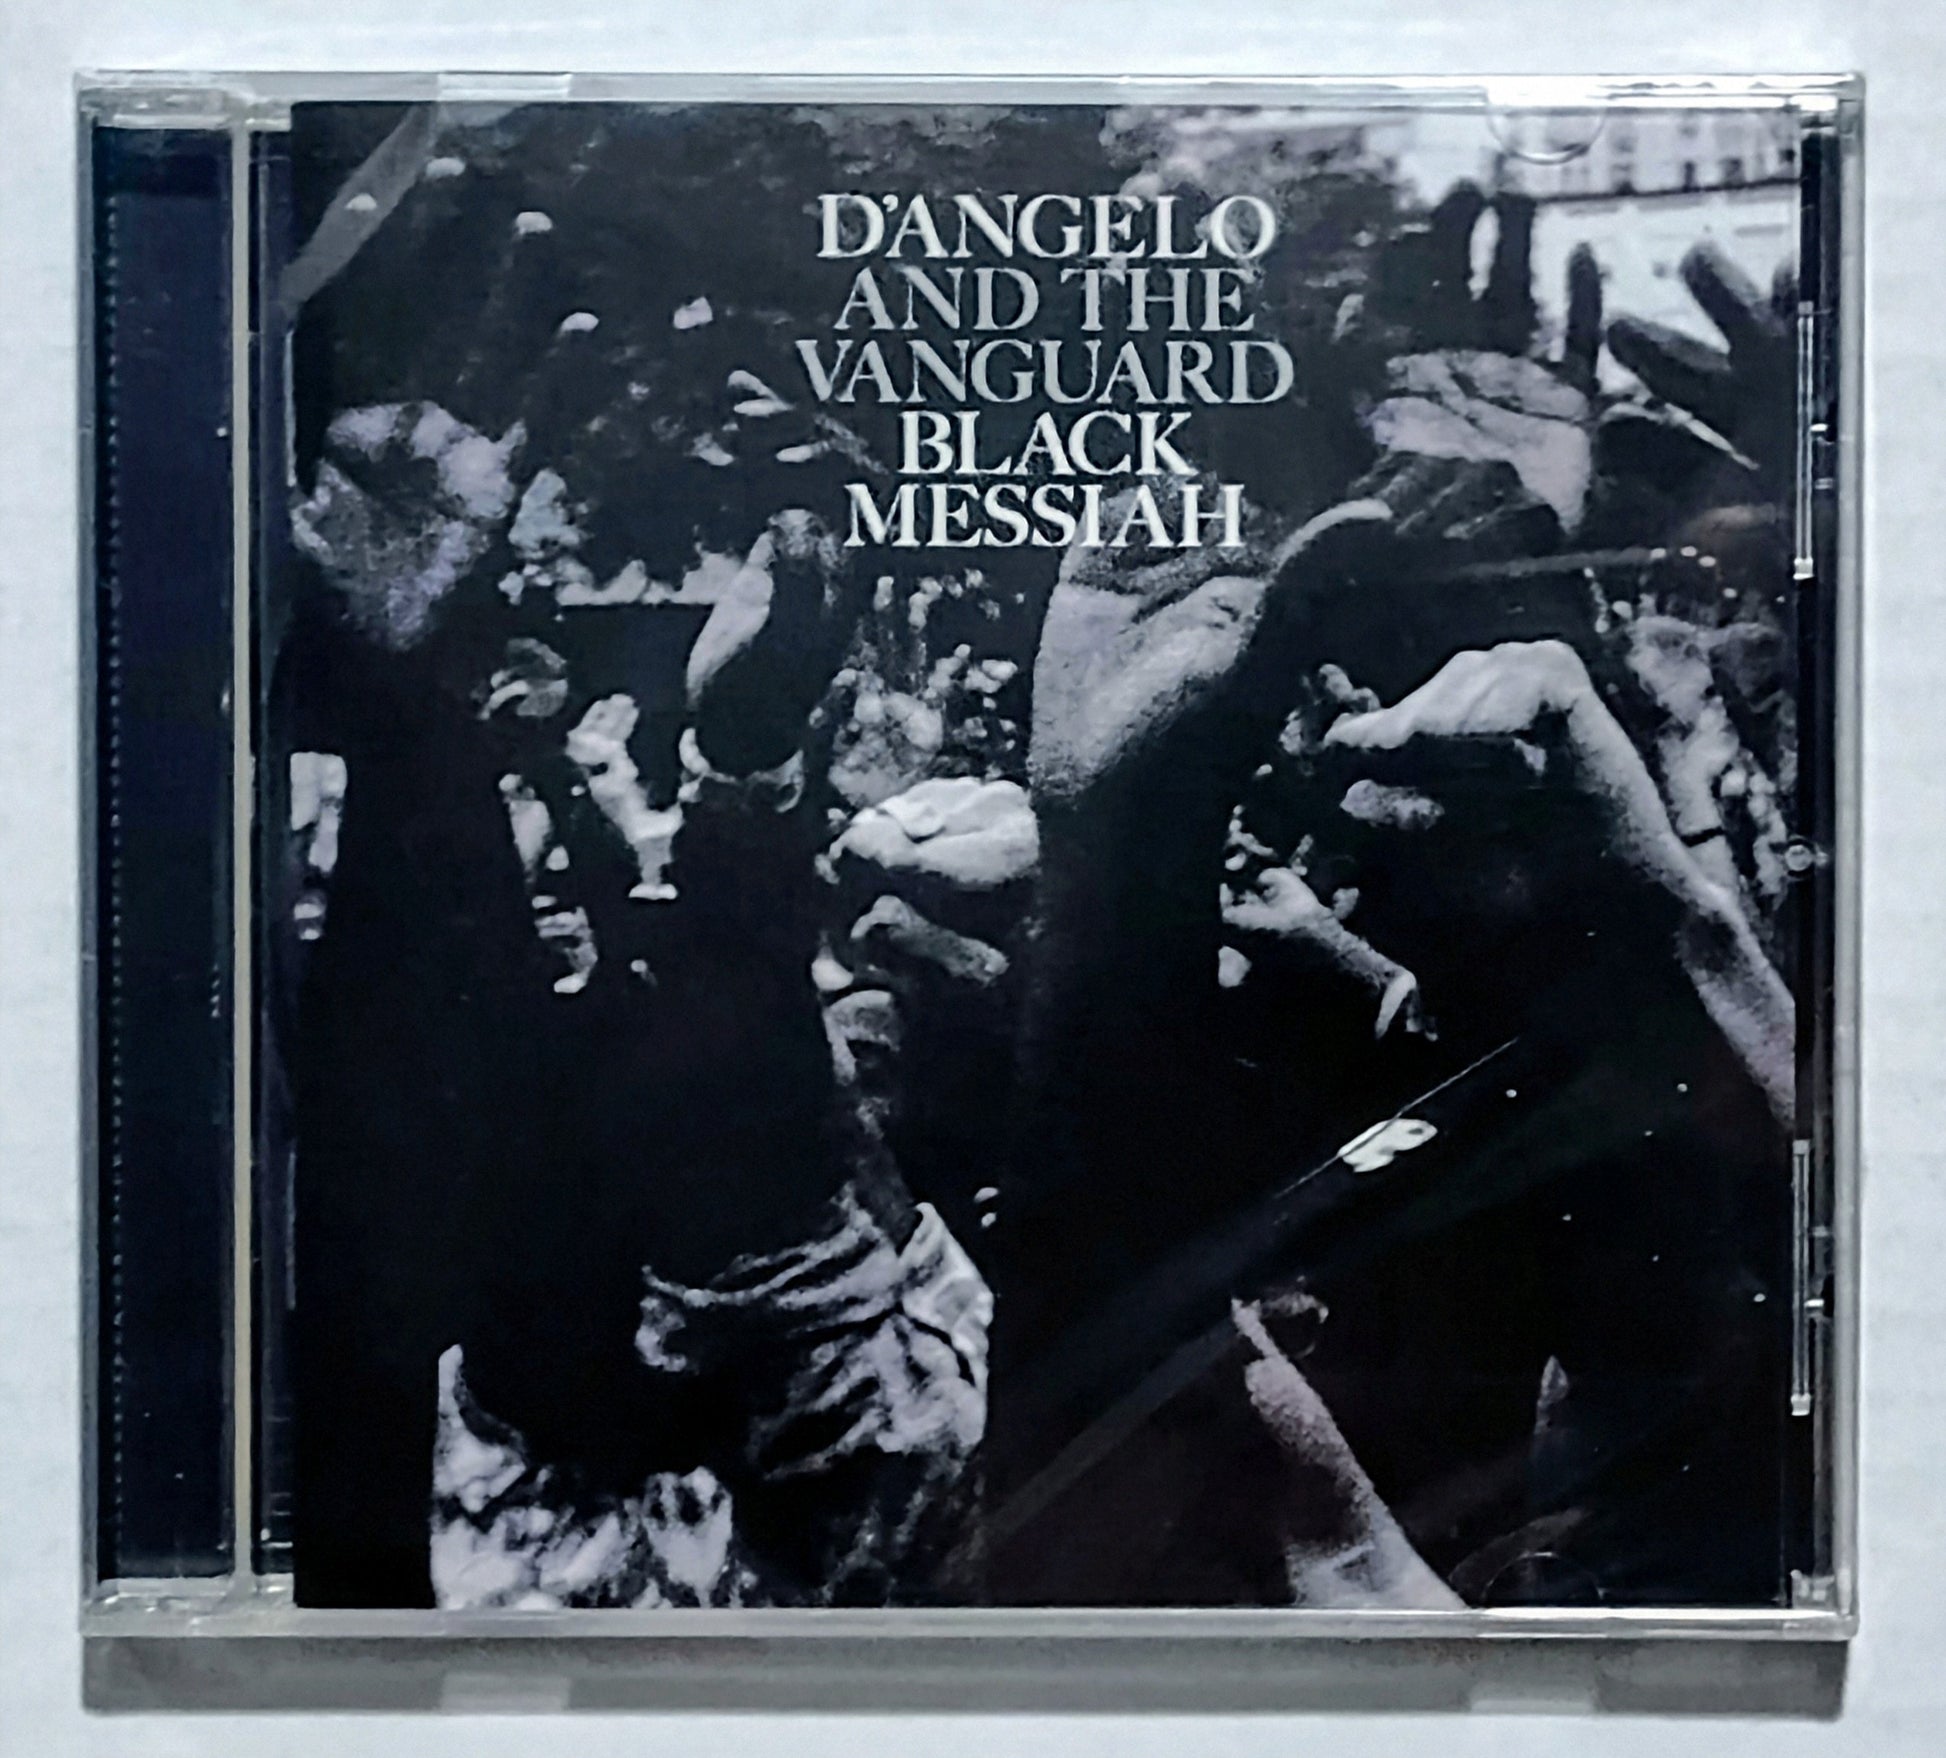 D'ANGELO
AND THE
VANGUARD
BLACK
MESSIAH